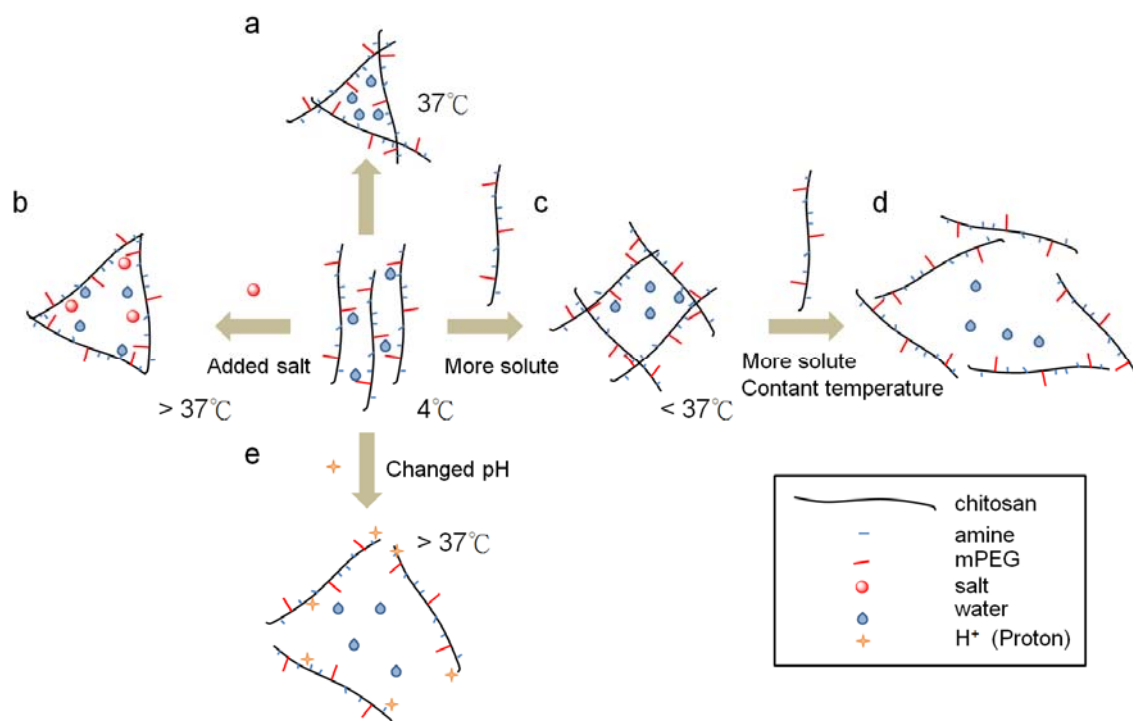 a
37℃
b
c
d
Added salt
More solute
More solute
Contant temperature
> 37℃
4℃
< 37℃
e
Changed pH
> 37℃
chitosan
amine
mPEG
salt
water
H⁺ (Proton)